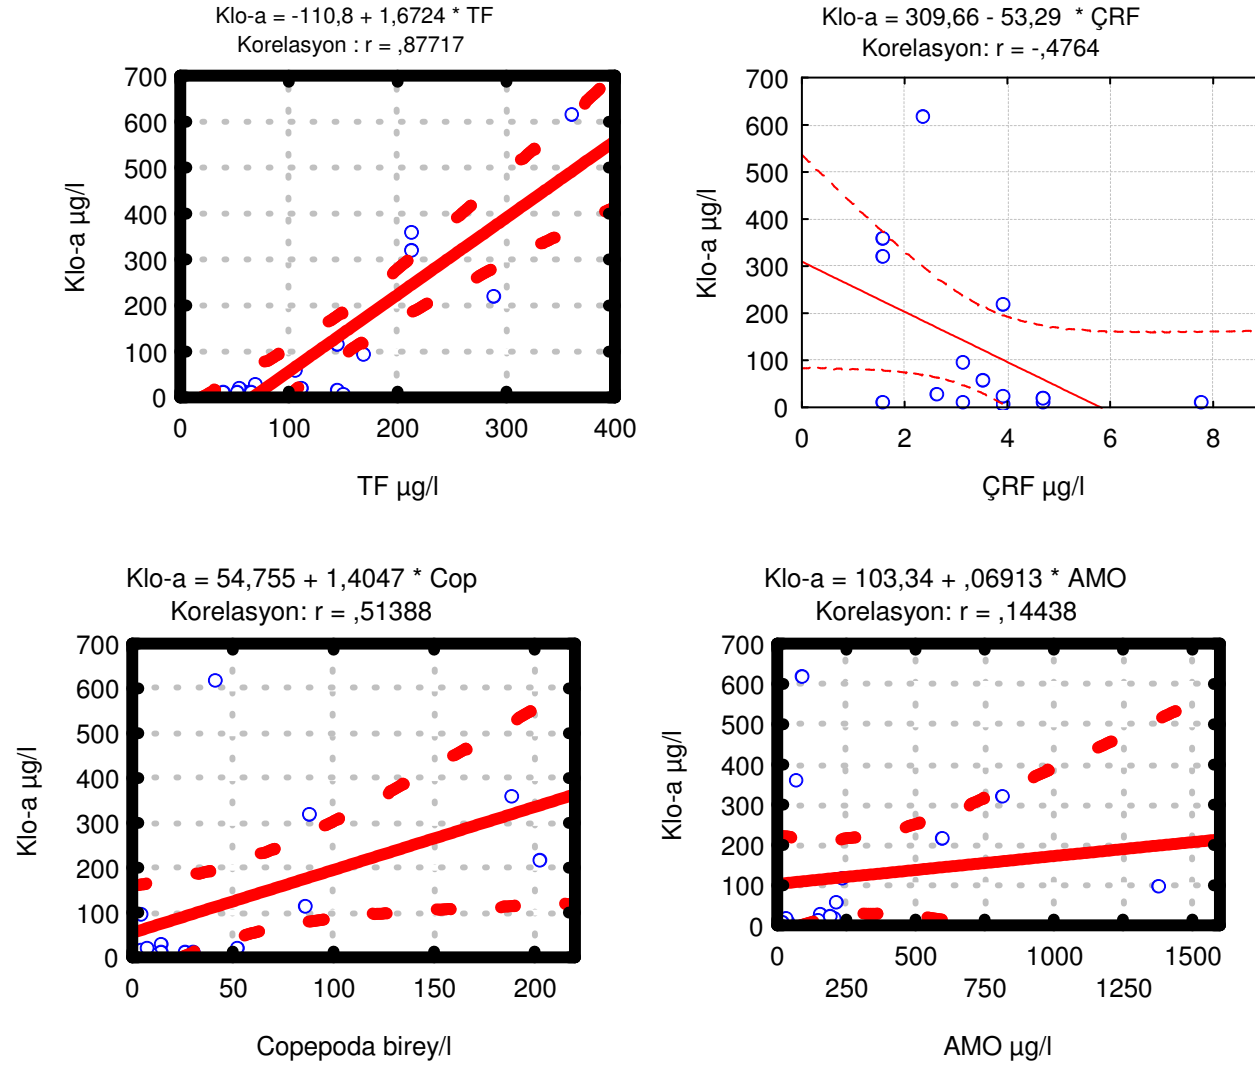 Klo-a = -110,8 + 1,6724 * TF
Korelasyon : r = ,87717
700
600
500
400
300
200
100
0
Klo-a µg/l
0 100 200 300 400
TF µg/l
Klo-a = 309,66 - 53,29 * ÇRF
Korelasyon: r = -,4764
700
600
500
400
300
200
100
0
Klo-a µg/l
0 2 4 6 8
ÇRF µg/l
Klo-a = 54,755 + 1,4047 * Cop
Korelasyon: r = ,51388
700
600
500
400
300
200
100
0
Klo-a µg/l
0 50 100 150 200
Copepoda birey/l
Klo-a = 103,34 + ,06913 * AMO
Korelasyon: r = ,14438
700
600
500
400
300
200
100
0
Klo-a µg/l
0 500 1000 1500
250 750 1250
AMO µg/l